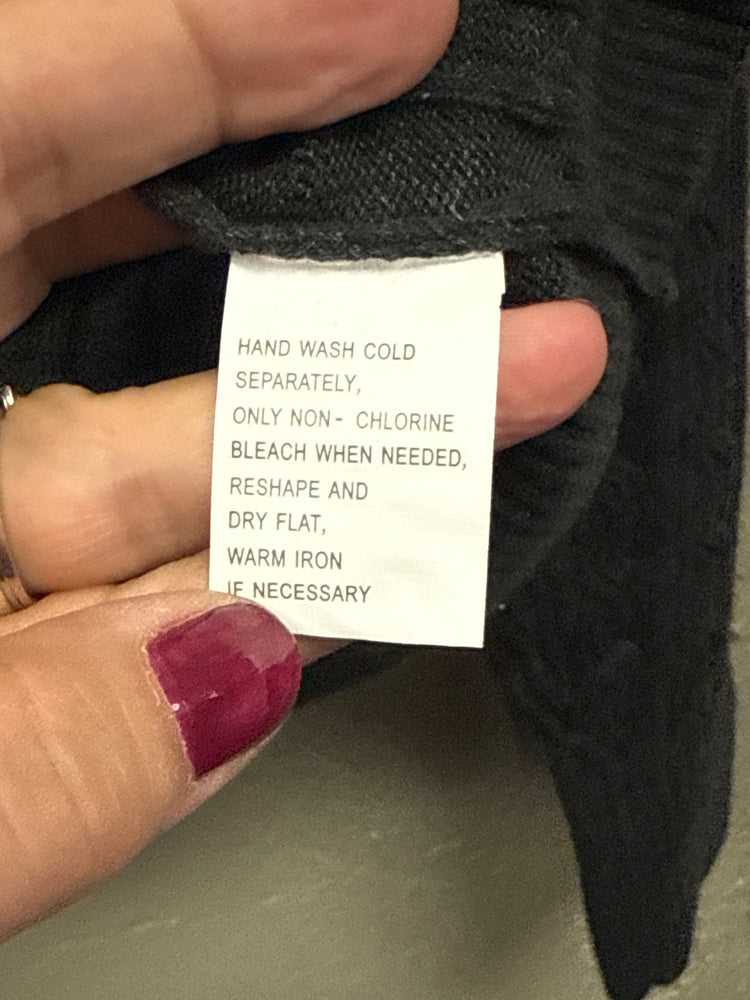 HAND WASH COLD
SEPARATELY,
ONLY NON- CHLORINE
BLEACH WHEN NEEDED,
RESHAPE AND
DRY FLAT,
WARM IRON
IF NECESSARY